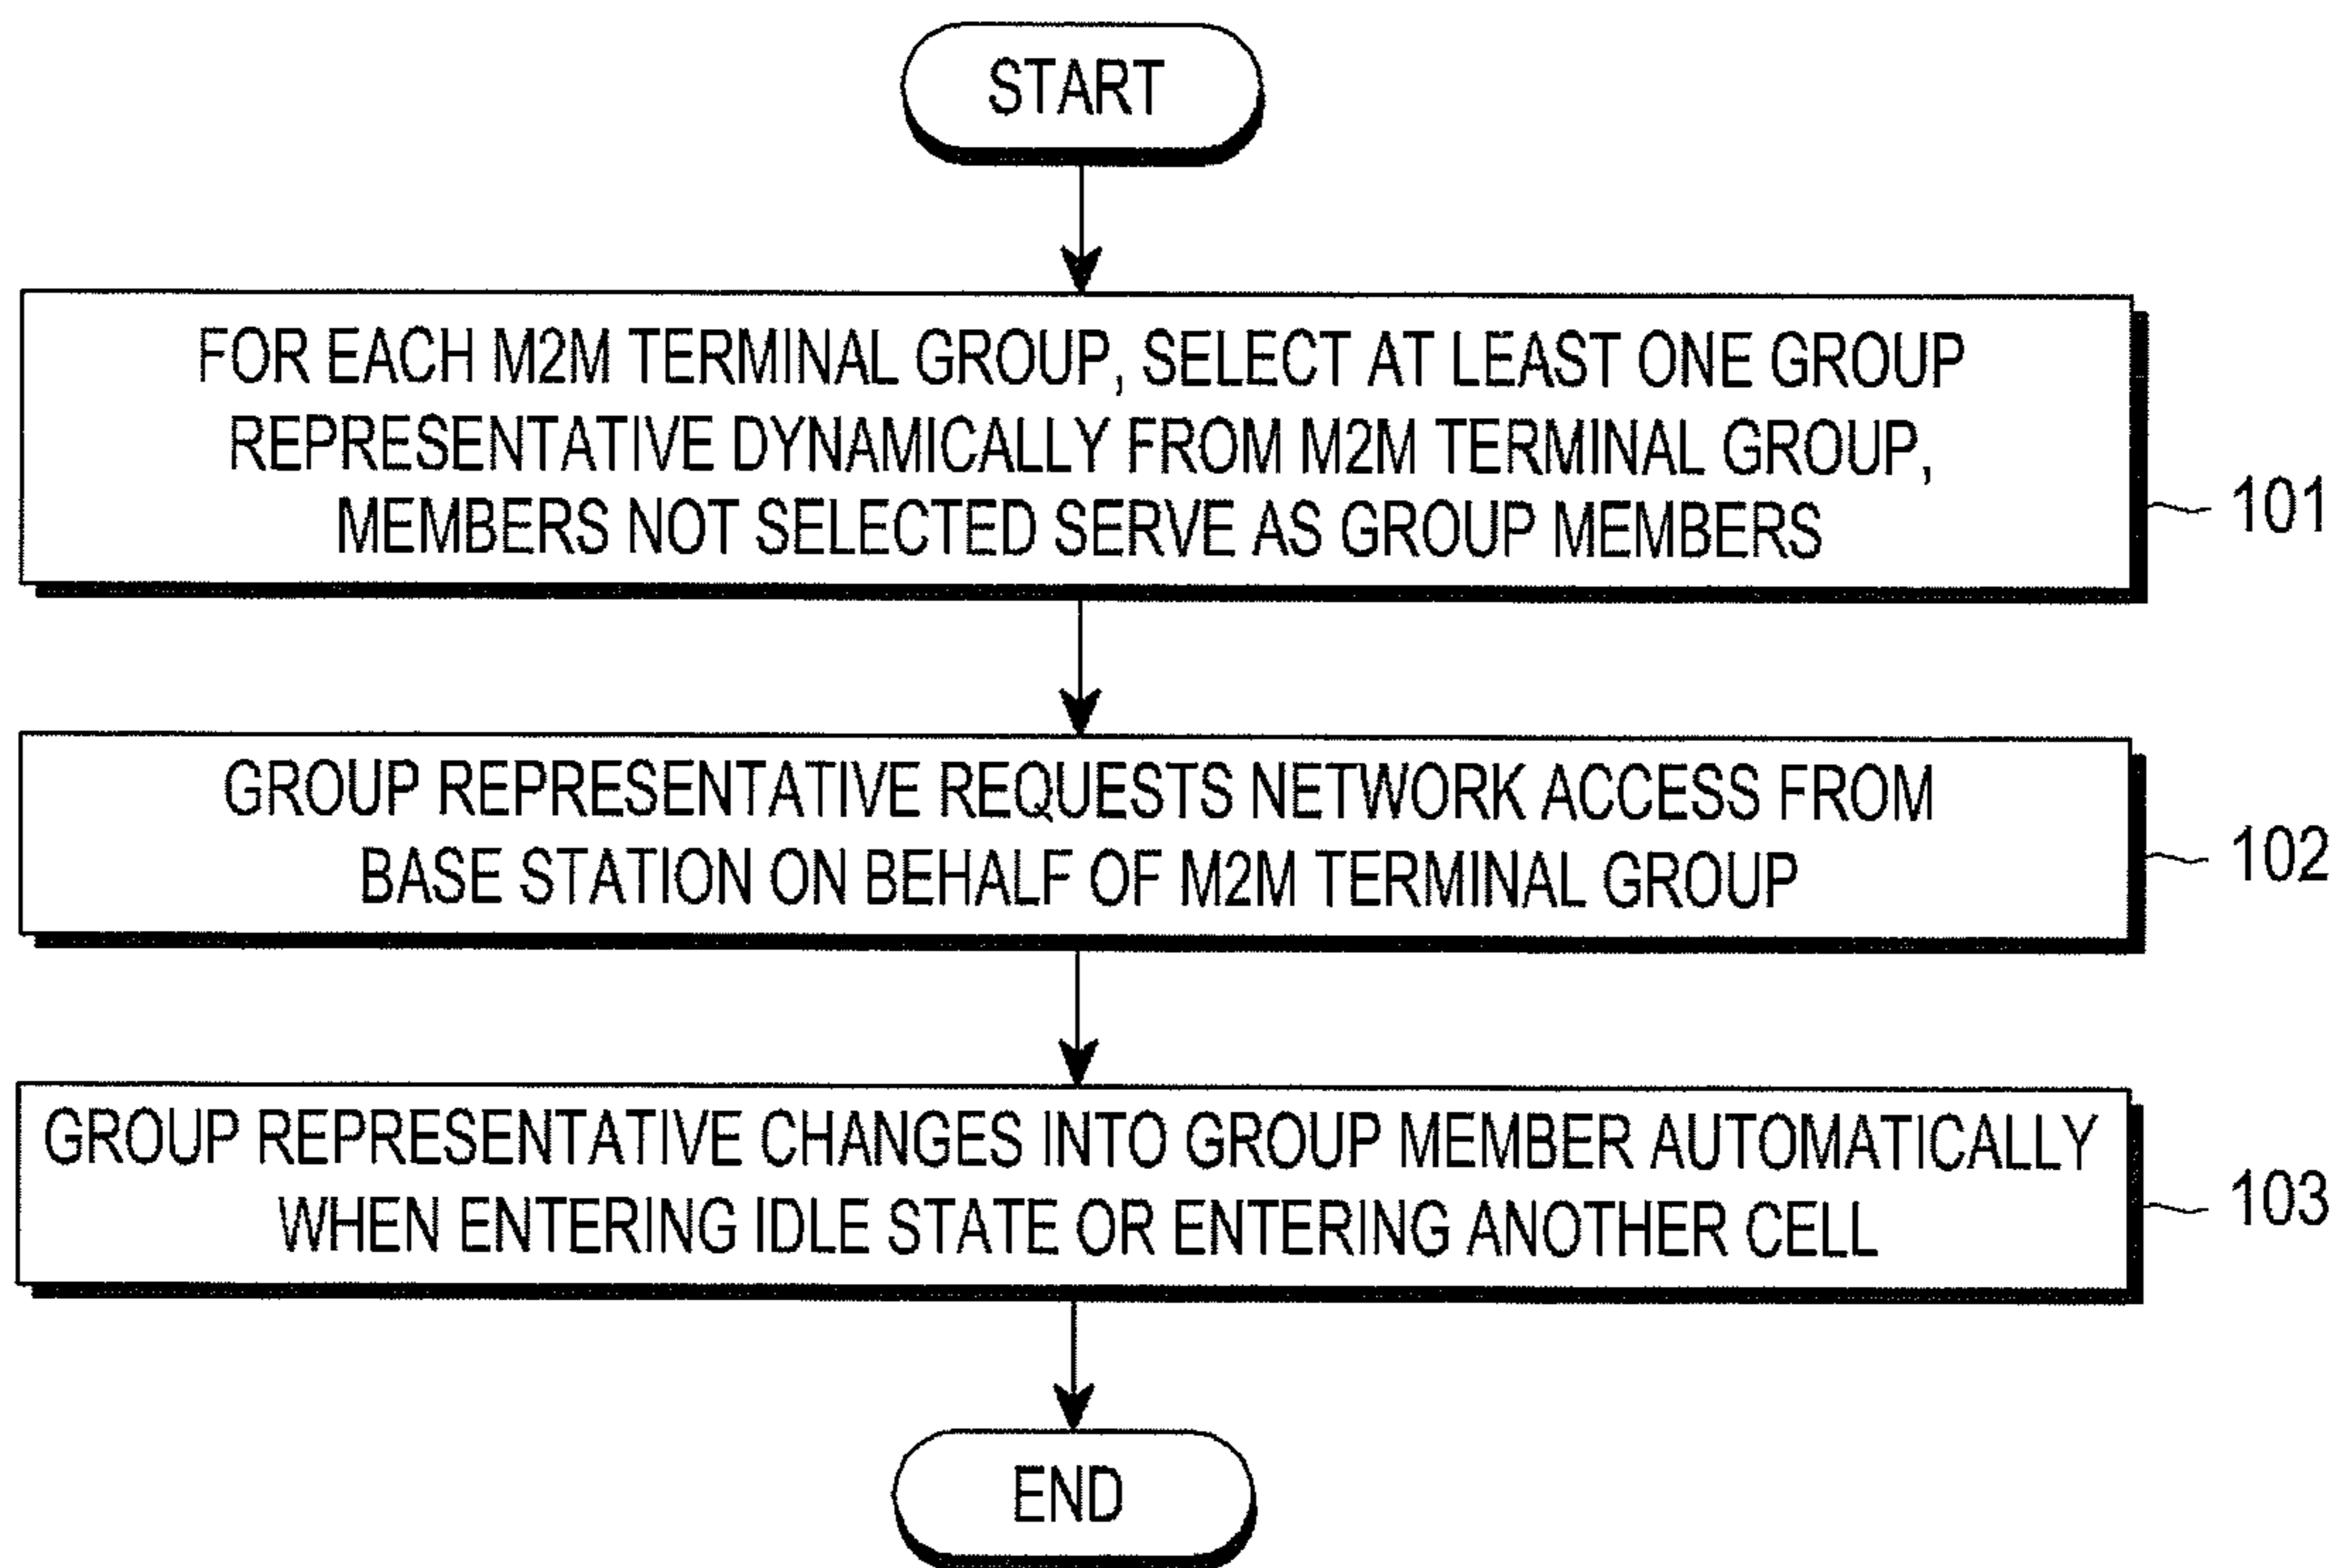 START
FOR EACH M2M TERMINAL GROUP, SELECT AT LEAST ONE GROUP
REPRESENTATIVE DYNAMICALLY FROM M2M TERMINAL GROUP,
MEMBERS NOT SELECTED SERVE AS GROUP MEMBERS
101
GROUP REPRESENTATIVE REQUESTS NETWORK ACCESS FROM
BASE STATION ON BEHALF OF M2M TERMINAL GROUP
102
GROUP REPRESENTATIVE CHANGES INTO GROUP MEMBER AUTOMATICALLY
WHEN ENTERING IDLE STATE OR ENTERING ANOTHER CELL
103
END